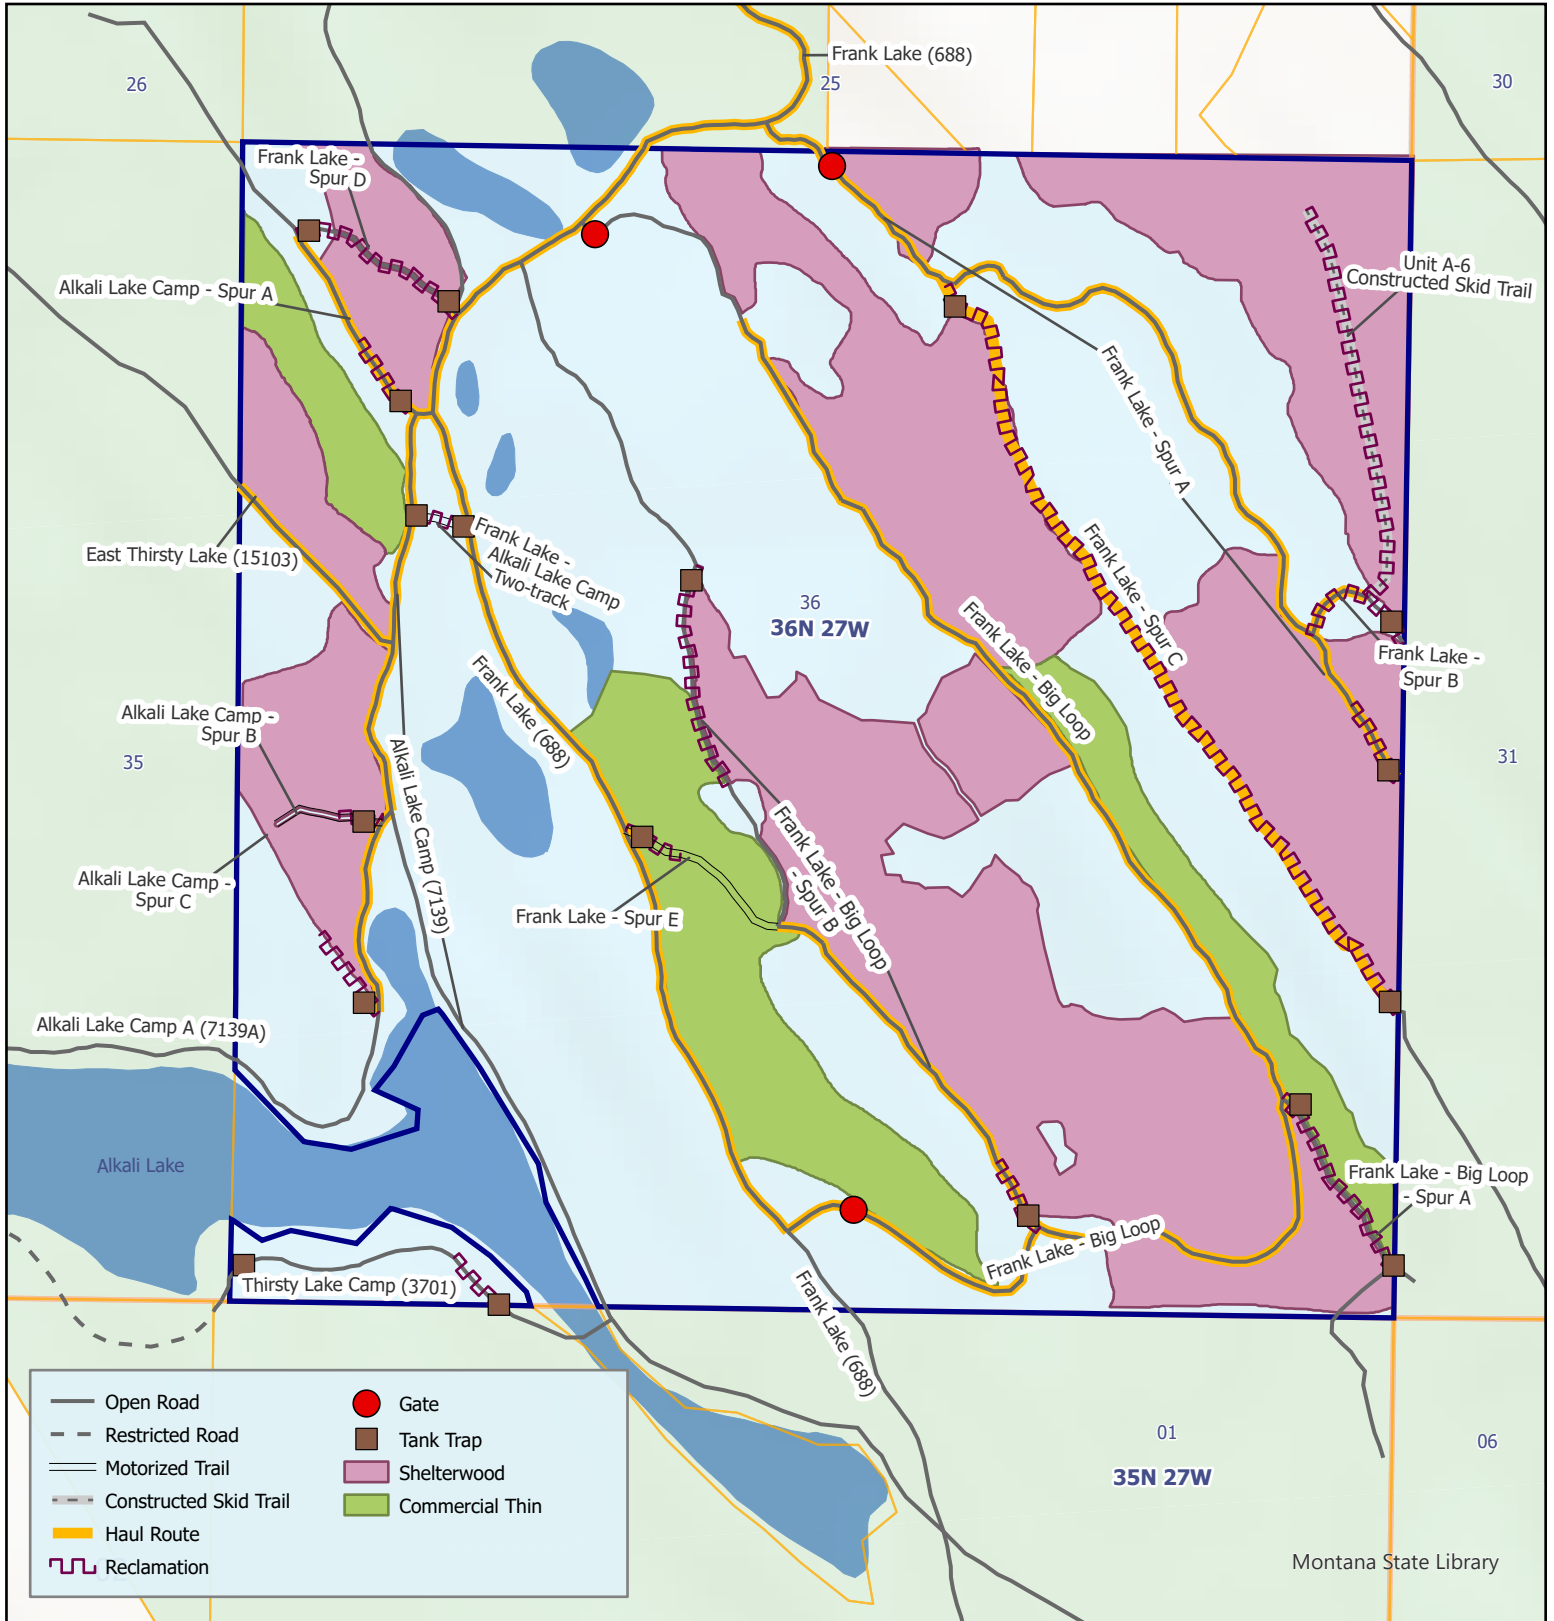 Frank Lake (688)
26
25
30
Frank Lake -
Spur D
Unit A-6
Constructed Skid Trail
Alkali Lake Camp - Spur A
Frank Lake - Spur A
East Thirsty Lake (15103)
Frank Lake -
Alkali Lake Camp
Two-track
36
36N 27W
Frank Lake - Spur C
Frank Lake - Big Loop
Frank Lake -
Spur B
Frank Lake (688)
Alkali Lake Camp -
Spur B
35
31
Alkali Lake Camp (7139)
Frank Lake - Big Loop
- Spur B
Alkali Lake Camp -
Spur C
Frank Lake - Spur E
Alkali Lake Camp A (7139A)
Alkali Lake
Frank Lake - Big Loop
- Spur A
Frank Lake - Big Loop
Thirsty Lake Camp (3701)
Frank Lake (688)
Open Road
Restricted Road
Motorized Trail
Constructed Skid Trail
Haul Route
Reclamation
Gate
Tank Trap
Shelterwood
Commercial Thin
01
06
35N 27W
Montana State Library